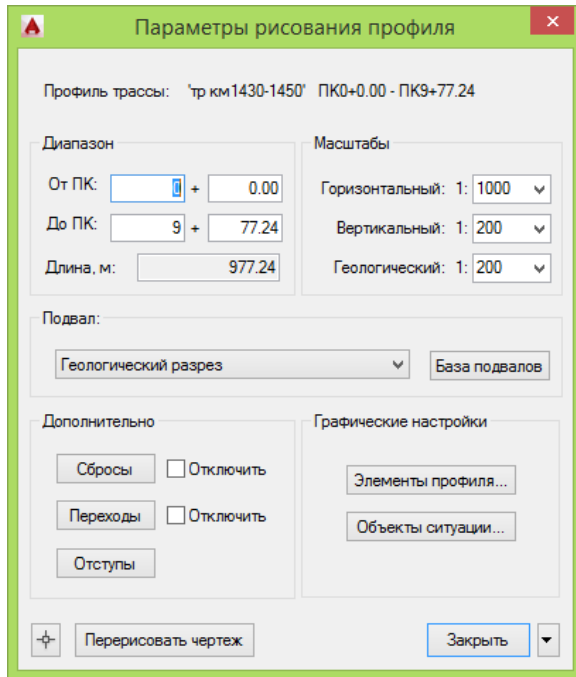 Параметры рисования профиля
Профиль трассы: 'тр км1430-1450' ПК0+0.00 - ПК9+77.24
Диапазон
От ПК: 0 + 0.00
До ПК: 9 + 77.24
Длина, м: 977.24
Масштабы
Горизонтальный: 1: 1000
Вертикальный: 1: 200
Геологический: 1: 200
Подвал:
Геологический разрез База подвалов
Дополнительно
Сбросы Отключить
Переходы Отключить
Отступы
Графические настройки
Элементы профиля...
Объекты ситуации...
Перерисовать чертеж Закрыть